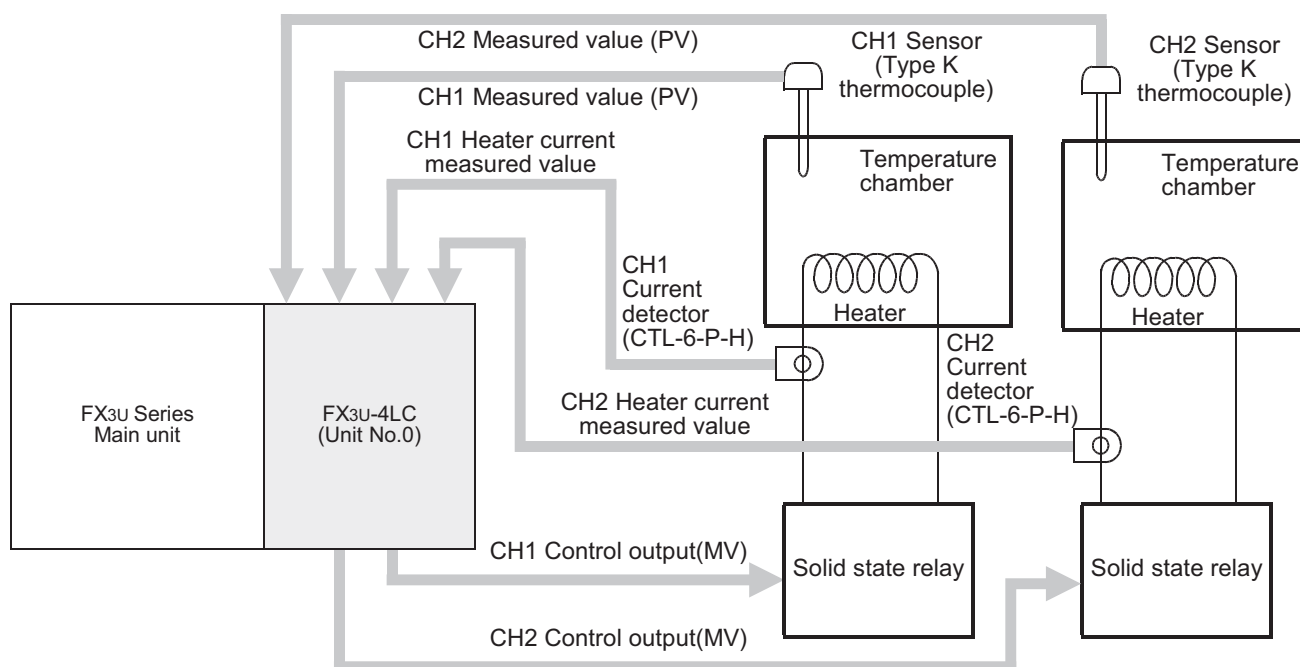 CH2 Measured value (PV)
CH1 Sensor
(Type K
thermocouple)
CH2 Sensor
(Type K
thermocouple)
CH1 Measured value (PV)
CH1 Heater current
measured value
Temperature
chamber
Temperature
chamber
CH1
Current
detector
(CTL-6-P-H)
Heater
Heater
CH2
Current
detector
(CTL-6-P-H)
FX3U Series
Main unit
FX3U-4LC
(Unit No.0)
CH2 Heater current
measured value
CH1 Control output(MV)
Solid state relay
Solid state relay
CH2 Control output(MV)